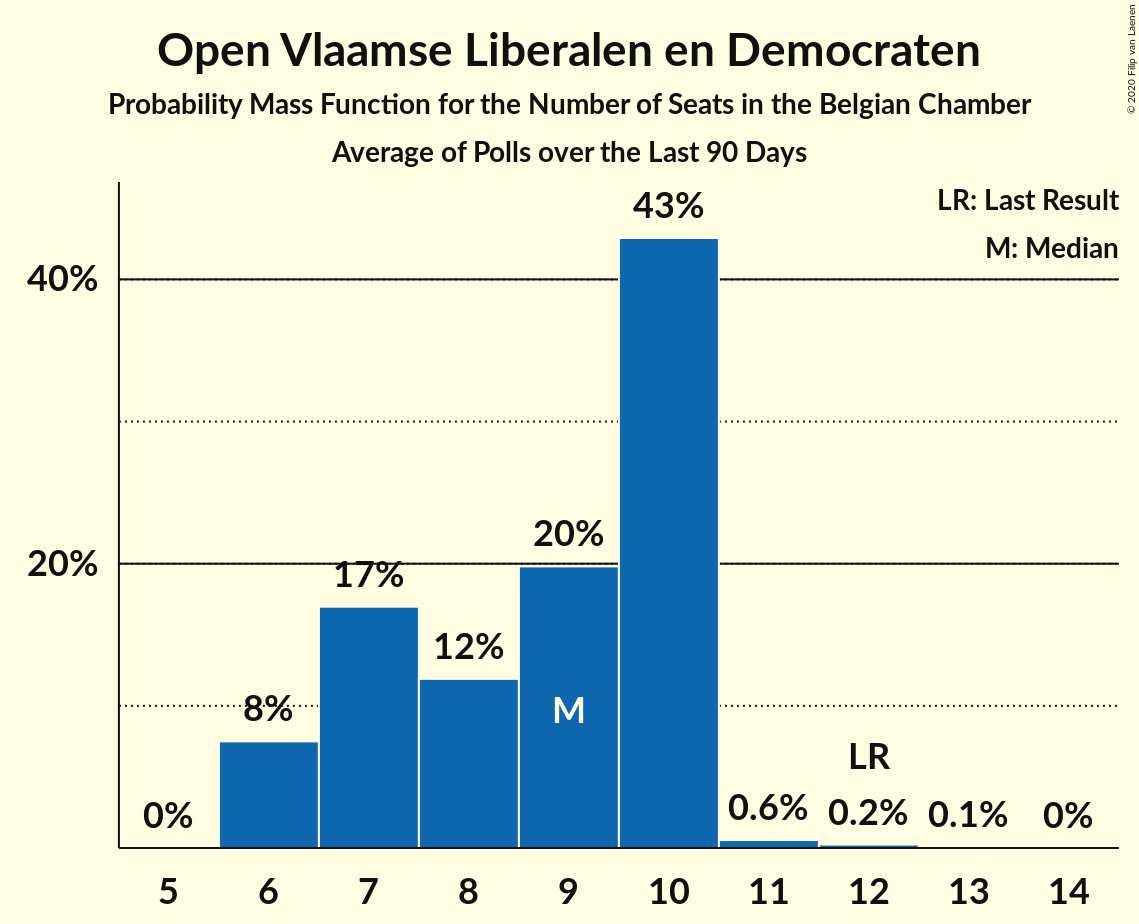 Open Vlaamse Liberalen en Democraten
Probability Mass Function for the Number of Seats in the Belgian Chamber
Average of Polls over the Last 90 Days
© 2020 Filip van Laenen
LR: Last Result
M: Median
43%
40%
20%
20%
17%
12%
8%
M
LR
0%
0.6%
0.2%
0.1%
0%
5 6 7 8 9 10 11 12 13 14